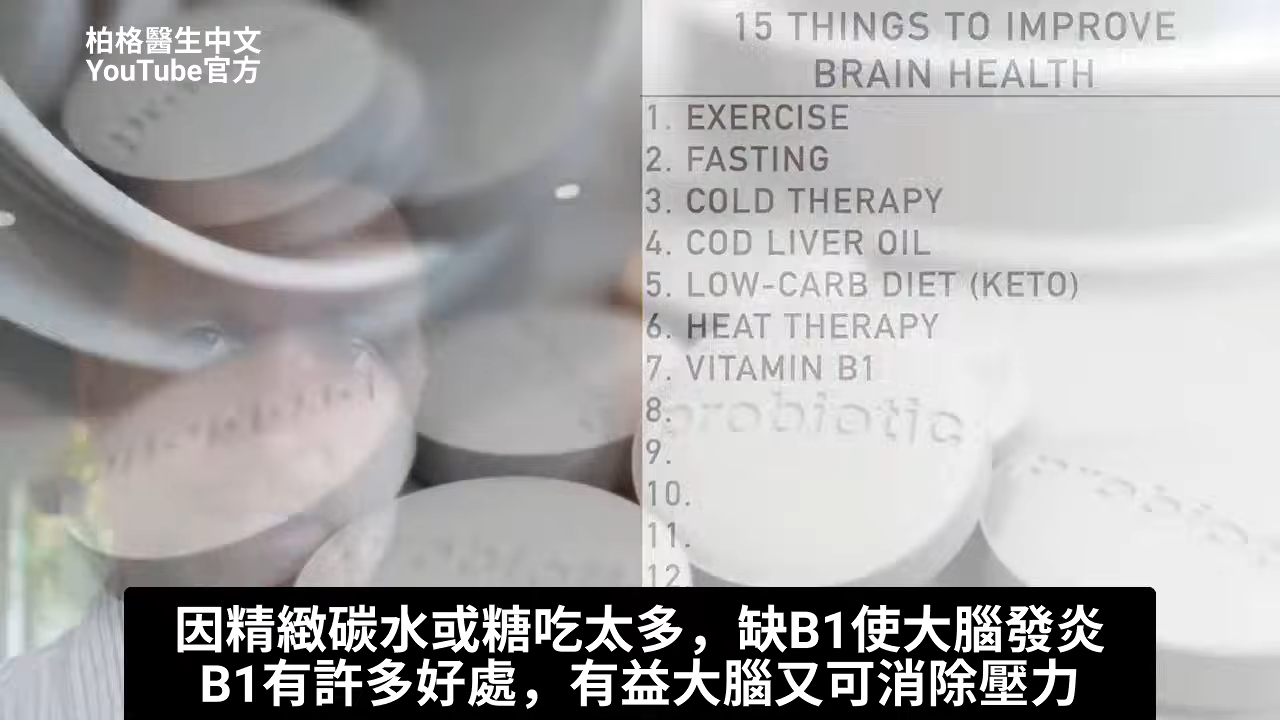 柏格醫生中文
YouTube官方
15 THINGS TO IMPROVE
BRAIN HEALTH
1. EXERCISE
2. FASTING
3. COLD THERAPY
4. COD LIVER OIL
5. LOW-CARB DIET (KETO)
6. HEAT THERAPY
7. VITAMIN B1
8.
probiotic
9.
probiotic
10.
11.
12.
因精緻碳水或糖吃太多，缺B1使大腦發炎
B1有許多好處，有益大腦又可消除壓力